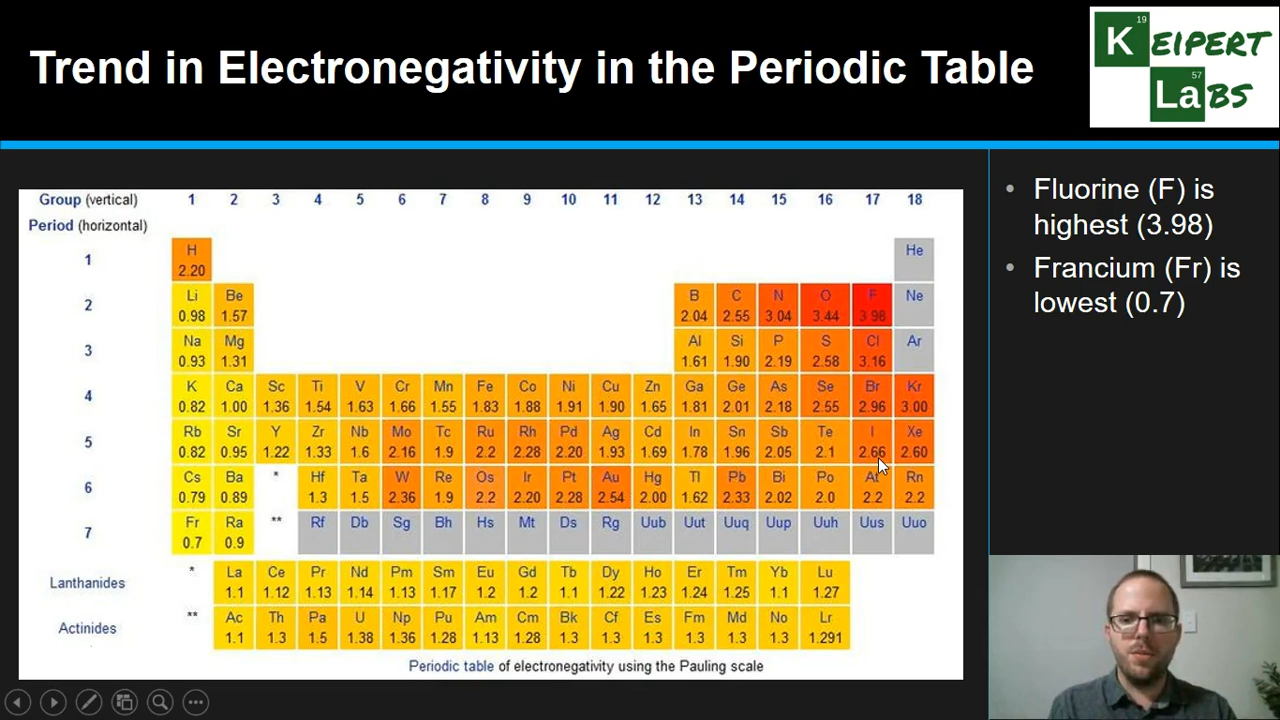 Trend in Electronegativity in the Periodic Table
19
KEIPERT
57
LaBS
Group (vertical) 1 2 3 4 5 6 7 8 9 10 11 12 13 14 15 16 17 18
Period (horizontal)
1 H He
2.20
2 Li Be B C N O F Ne
0.98 1.57 2.04 2.55 3.04 3.44 3.98
3 Na Mg Al Si P S Cl Ar
0.93 1.31 1.61 1.90 2.19 2.58 3.16
4 K Ca Sc Ti V Cr Mn Fe Co Ni Cu Zn Ga Ge As Se Br Kr
0.82 1.00 1.36 1.54 1.63 1.66 1.55 1.83 1.88 1.91 1.90 1.65 1.81 2.01 2.18 2.55 2.96 3.00
5 Rb Sr Y Zr Nb Mo Tc Ru Rh Pd Ag Cd In Sn Sb Te I Xe
0.82 0.95 1.22 1.33 1.6 2.16 1.9 2.2 2.28 2.20 1.93 1.69 1.78 1.96 2.05 2.1 2.66 2.60
6 Cs Ba * Hf Ta W Re Os Ir Pt Au Hg Tl Pb Bi Po At Rn
0.79 0.89 1.3 1.5 2.36 1.9 2.2 2.20 2.28 2.54 2.00 1.62 2.33 2.02 2.0 2.2 2.2
7 Fr Ra ** Rf Db Sg Bh Hs Mt Ds Rg Uub Uut Uuq Uup Uuh Uus Uuo
0.7 0.9
Lanthanides * La Ce Pr Nd Pm Sm Eu Gd Tb Dy Ho Er Tm Yb Lu
1.1 1.12 1.13 1.14 1.13 1.17 1.2 1.2 1.1 1.22 1.23 1.24 1.25 1.1 1.27
Actinides ** Ac Th Pa U Np Pu Am Cm Bk Cf Es Fm Md No Lr
1.1 1.3 1.5 1.38 1.36 1.28 1.13 1.28 1.3 1.3 1.3 1.3 1.3 1.3 1.291
Periodic table of electronegativity using the Pauling scale
• Fluorine (F) is
highest (3.98)
• Francium (Fr) is
lowest (0.7)